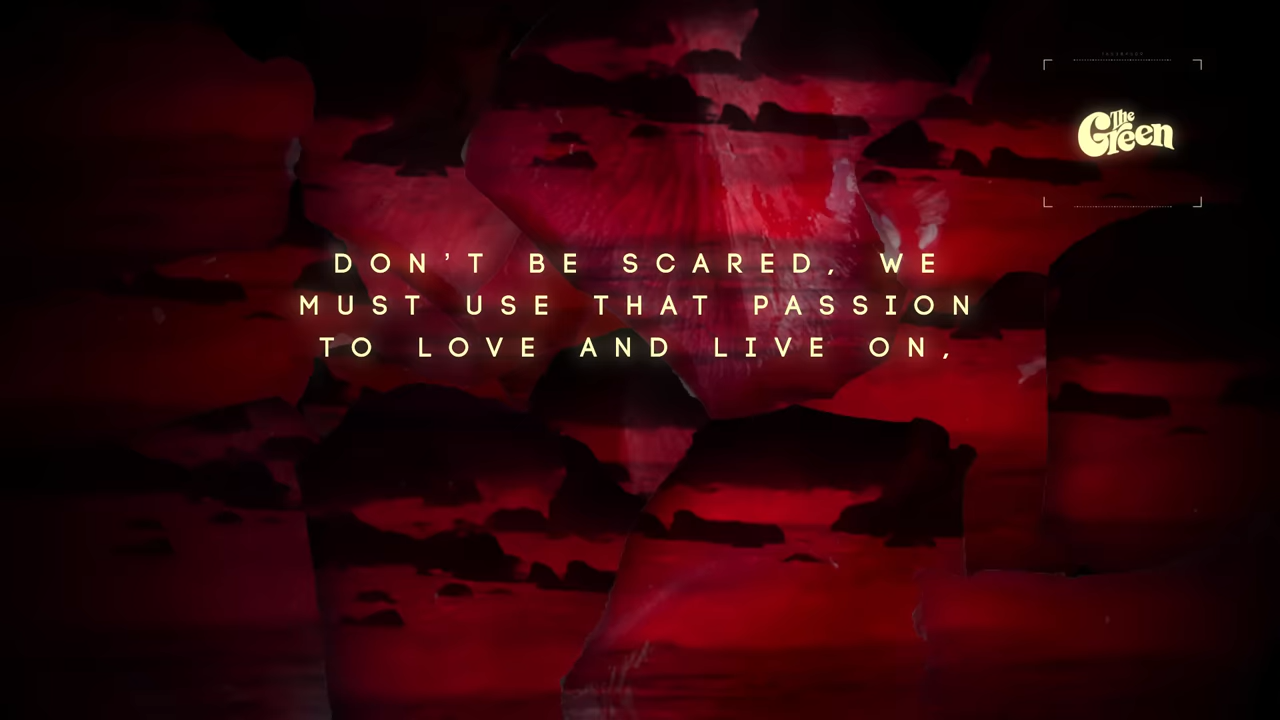 The
Green
DON'T BE SCARED, WE
MUST USE THAT PASSION
TO LOVE AND LIVE ON,